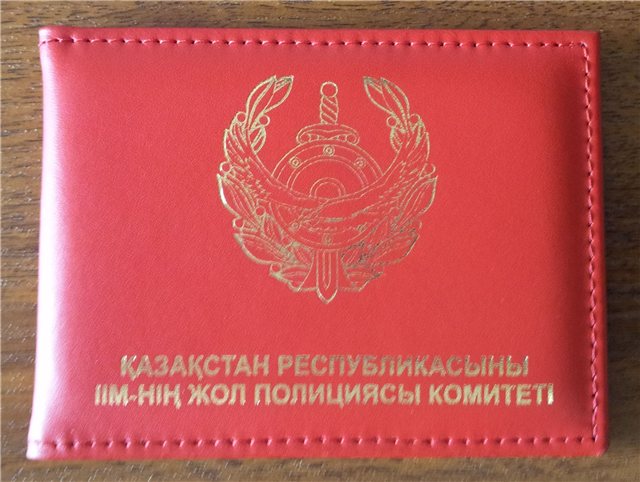 ҚАЗАҚСТАН РЕСПУБЛИКАСЫНЫ
ІІМ-НІҢ ЖОЛ ПОЛИЦИЯСЫ КОМИТЕТІ